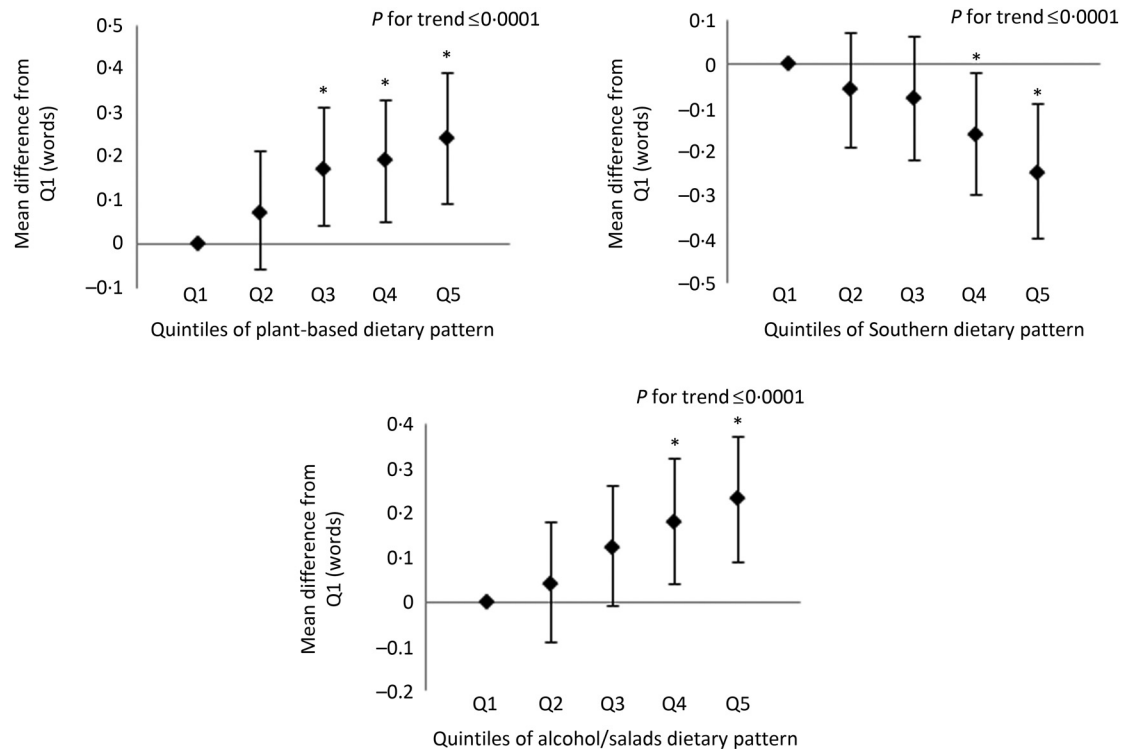 P for trend ≤0·0001
Mean difference from
Q1 (words)
0·5
0·4
0·3
0·2
0·1
0
–0·1
*
*
*
Q1 Q2 Q3 Q4 Q5
Quintiles of plant-based dietary pattern
P for trend ≤0·0001
Mean difference from
Q1 (words)
0·1
0
–0·1
–0·2
–0·3
–0·4
–0·5
*
*
Q1 Q2 Q3 Q4 Q5
Quintiles of Southern dietary pattern
P for trend ≤0·0001
Mean difference from
Q1 (words)
0·4
0·3
0·2
0·1
0
–0·1
–0.2
*
*
Q1 Q2 Q3 Q4 Q5
Quintiles of alcohol/salads dietary pattern